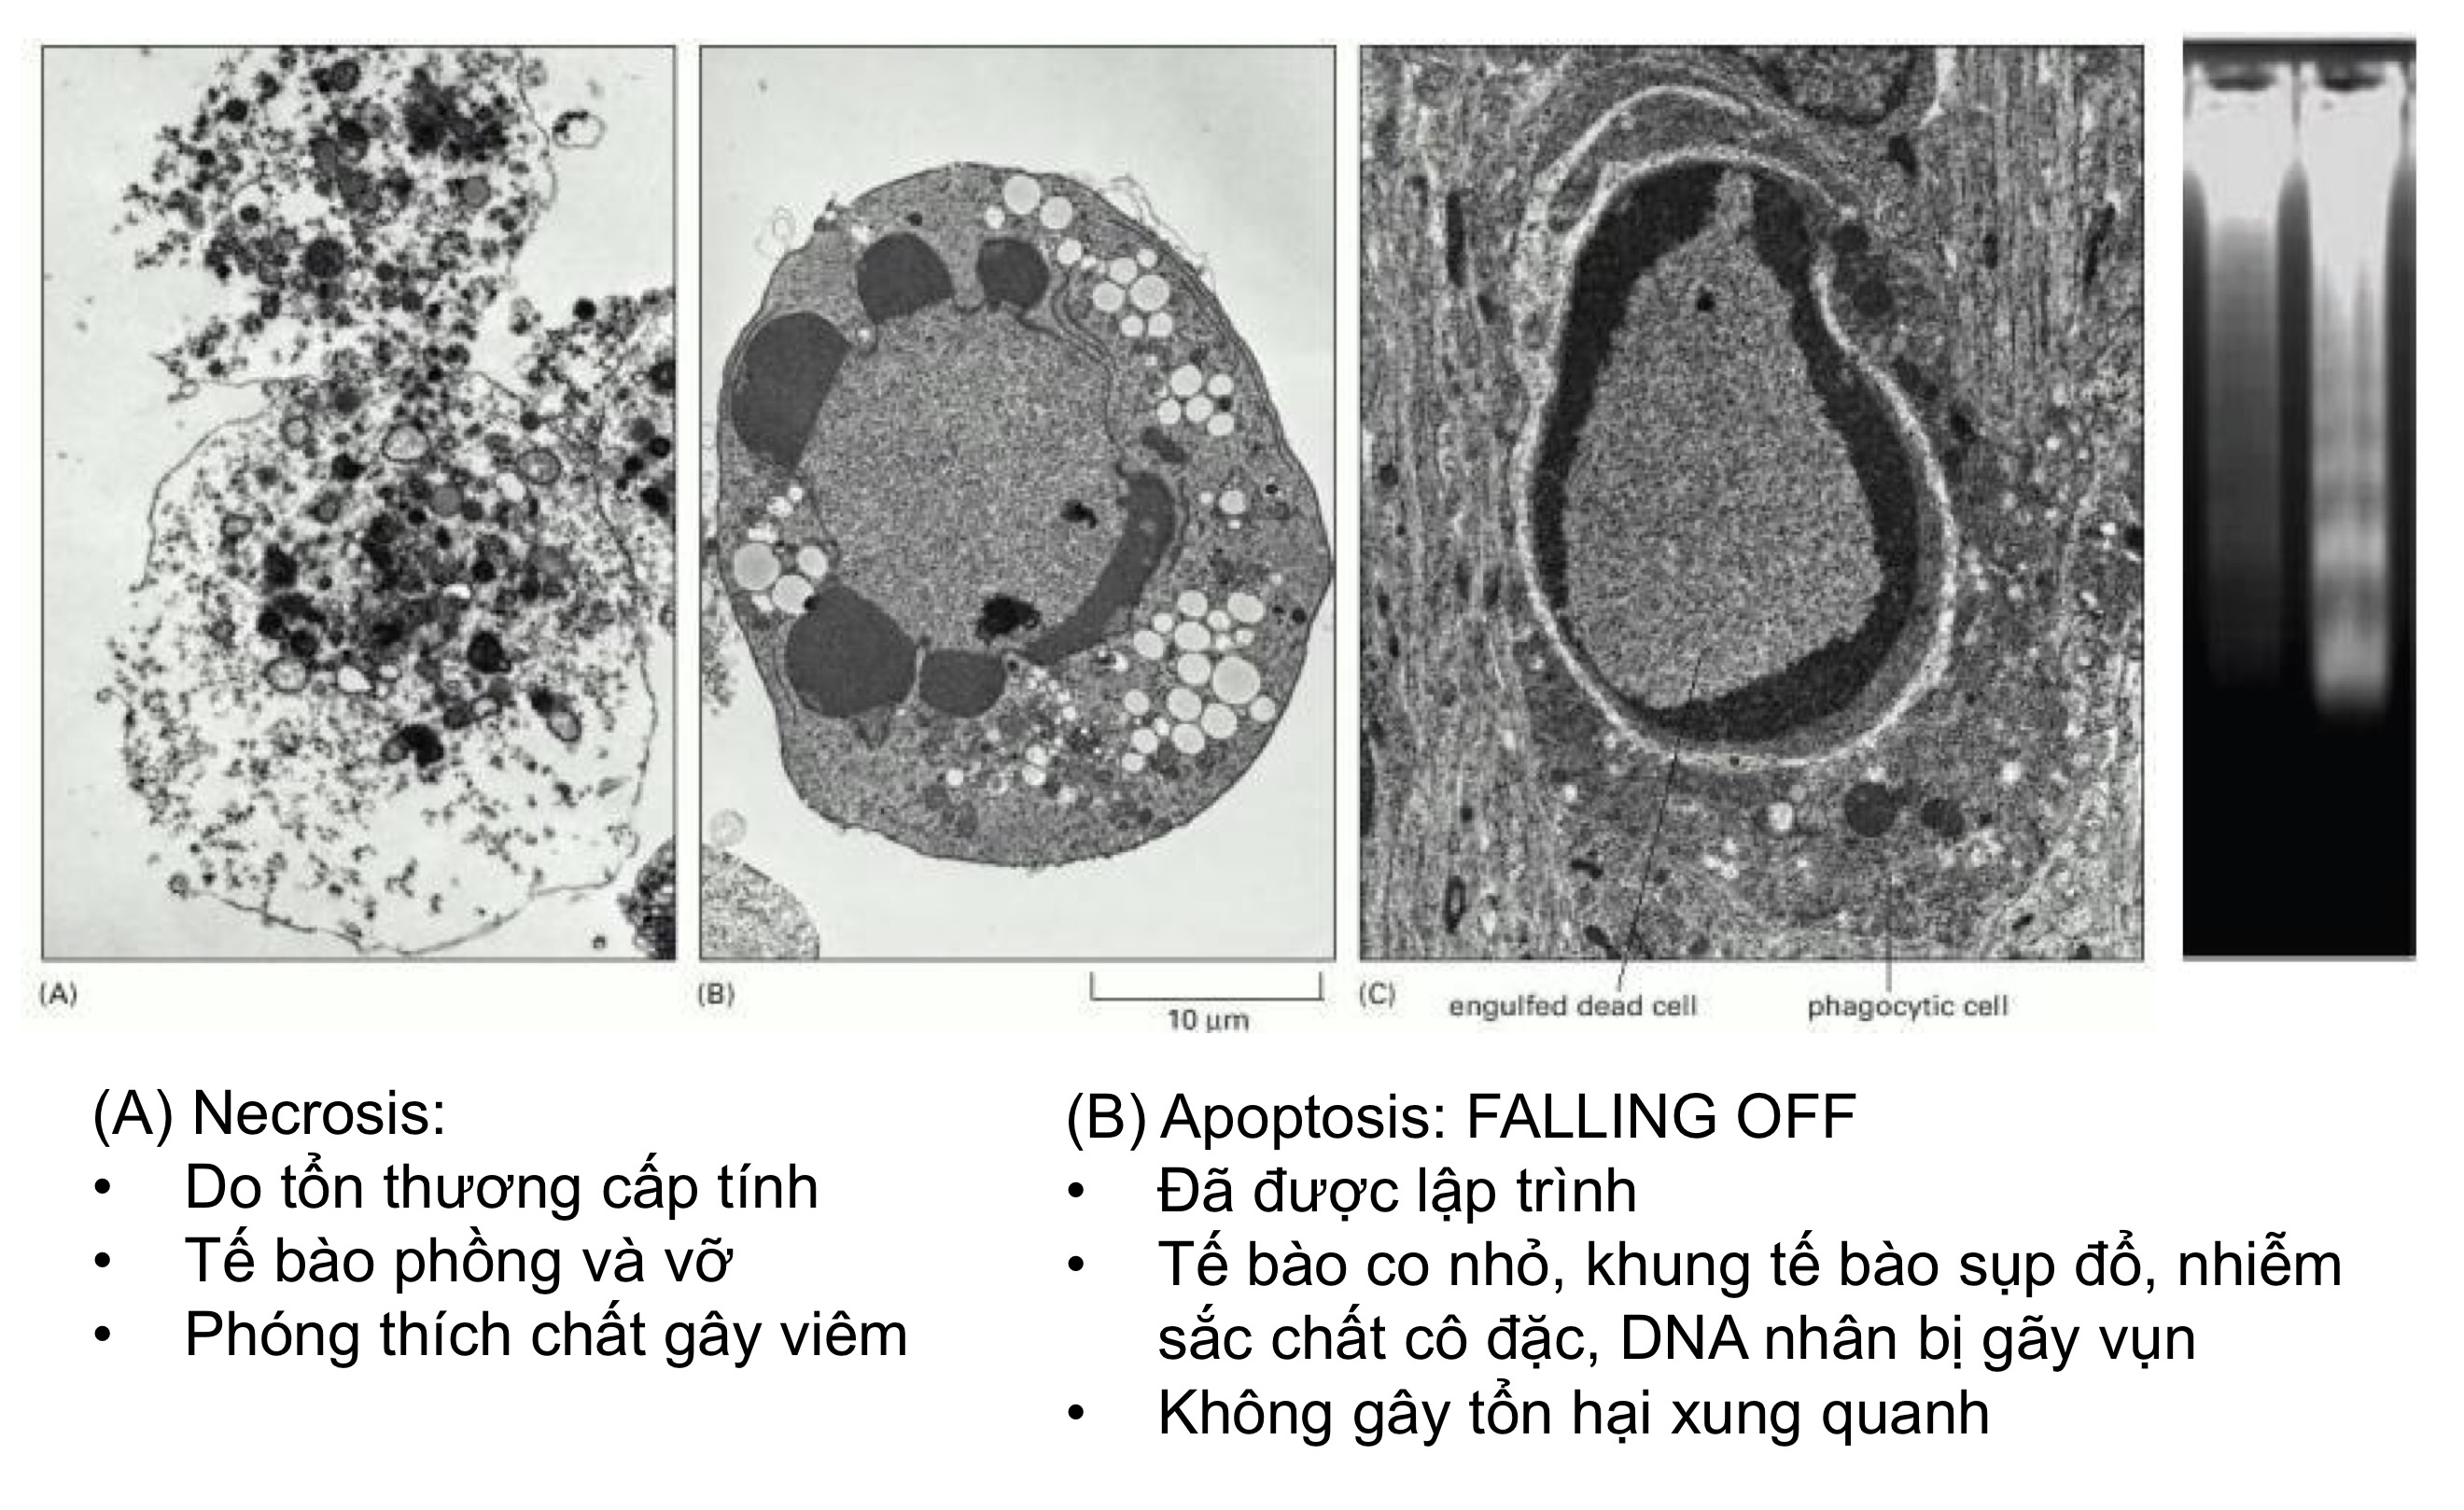 (A)
(B)
10 µm
(C)
engulfed dead cell
phagocytic cell
(A) Necrosis:
• Do tổn thương cấp tính
• Tế bào phồng và vỡ
• Phóng thích chất gây viêm
(B) Apoptosis: FALLING OFF
• Đã được lập trình
• Tế bào co nhỏ, khung tế bào sụp đổ, nhiễm
sắc chất cô đặc, DNA nhân bị gãy vụn
• Không gây tổn hại xung quanh